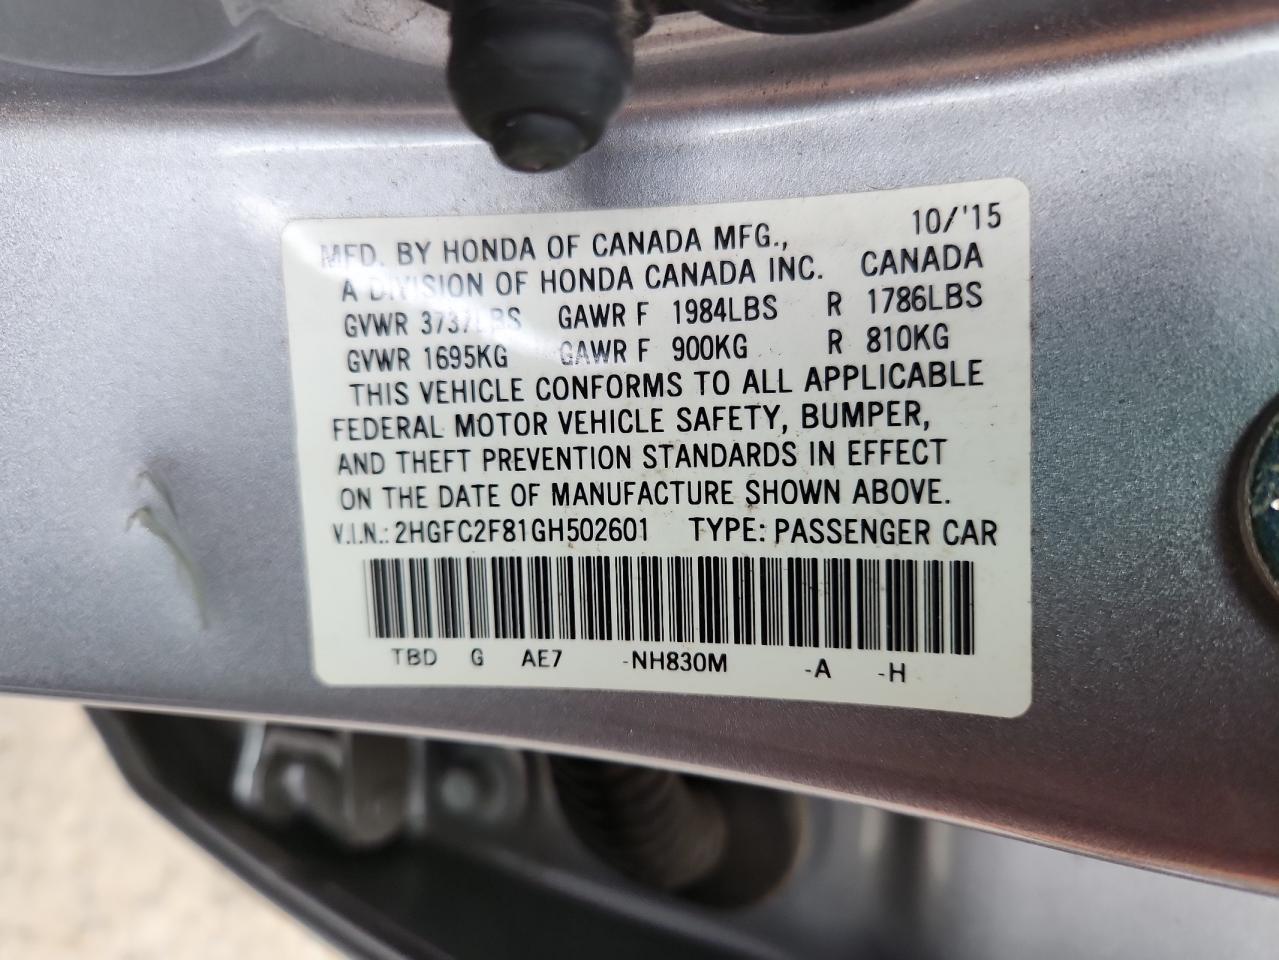 MFD. BY HONDA OF CANADA MFG., 10/'15
A DIVISION OF HONDA CANADA INC. CANADA
GVWR 3737LBS GAWR F 1984LBS R 1786LBS
GVWR 1695KG GAWR F 900KG R 810KG
THIS VEHICLE CONFORMS TO ALL APPLICABLE
FEDERAL MOTOR VEHICLE SAFETY, BUMPER,
AND THEFT PREVENTION STANDARDS IN EFFECT
ON THE DATE OF MANUFACTURE SHOWN ABOVE.
V.I.N.: 2HGFC2F81GH502601 TYPE: PASSENGER CAR
TBD G AE7 -NH830M -A -H